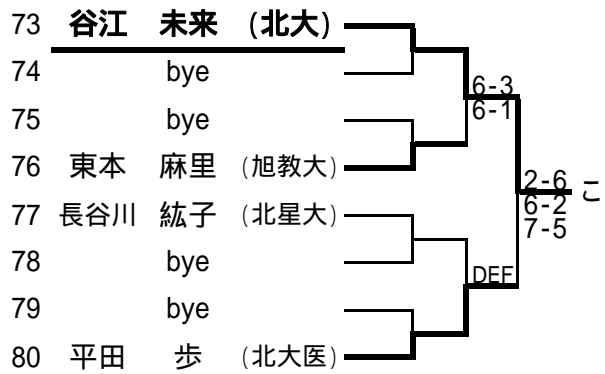 73 谷江 未来 (北大)
74 bye
75 bye
76 東本 麻里 (旭教大)
77 長谷川 紘子 (北星大)
78 bye
79 bye
80 平田 歩 (北大医)
6-3
6-1
DEF
2-6
6-2
7-5
こ